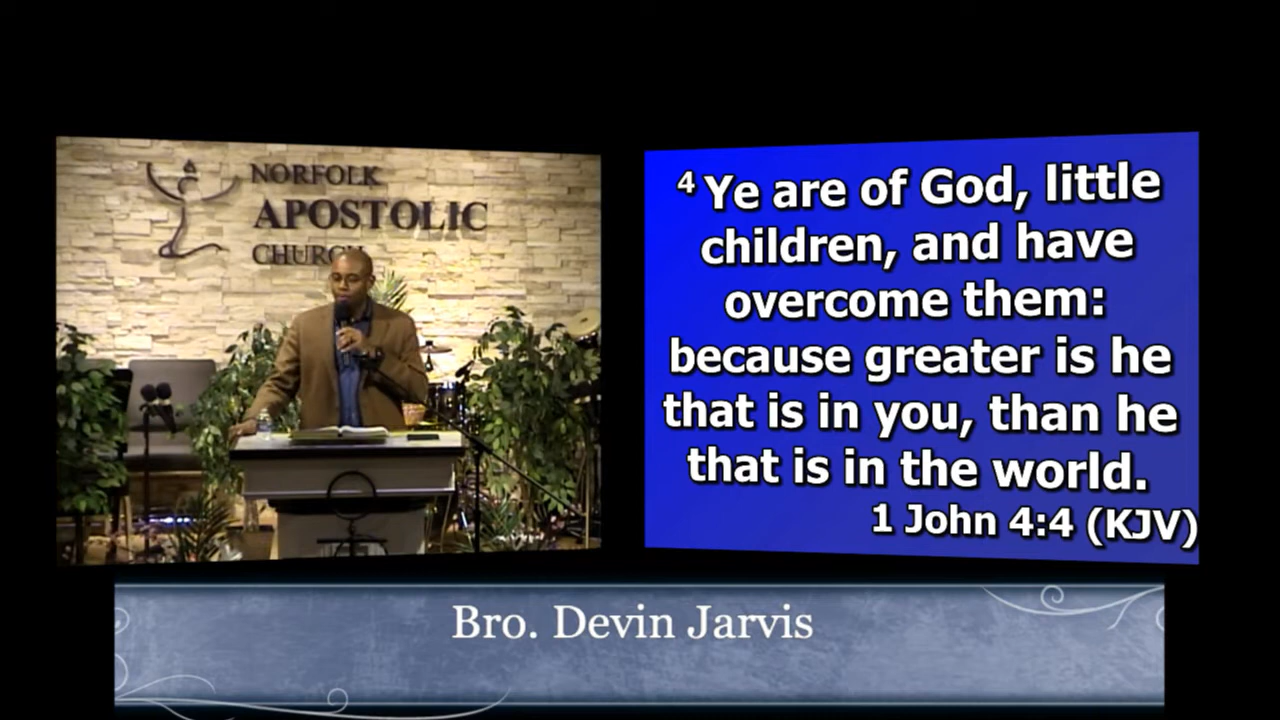 NORFOLK
APOSTOLIC
CHURCH
4 Ye are of God, little
children, and have
overcome them:
because greater is he
that is in you, than he
that is in the world.
1 John 4:4 (KJV)
Bro. Devin Jarvis